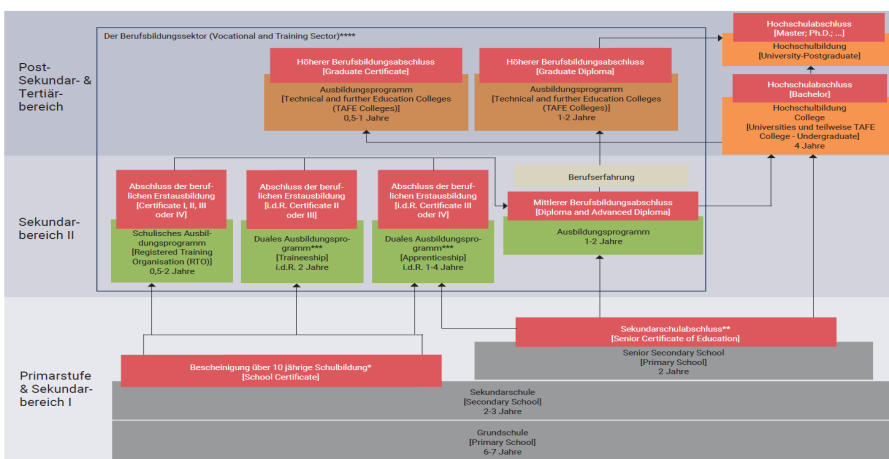 Der Berufsbildungssektor (Vocational and Training Sector)****
Post-
Sekundar- &
Tertiär-
bereich
Höherer Berufsbildungsabschluss
[Graduate Certificate]
Ausbildungsprogramm
[Technical and further Education Colleges
(TAFE Colleges)]
0,5-1 Jahre
Höherer Berufsbildungsabschluss
[Graduate Diploma]
Ausbildungsprogramm
[Technical and further Education Colleges
(TAFE Colleges)]
1-2 Jahre
Hochschulabschluss
[Master; Ph.D.; ...]
Hochschulbildung
[University-Postgraduate]
Hochschulabschluss
[Bachelor]
Hochschulbildung
College
[Universities und teilweise TAFE
College - Undergraduate]
4 Jahre
Sekundar-
bereich II
Abschluss der beruf-
lichen Erstausbildung
[Certificate I, II, III
oder IV]
Schulisches Ausbil-
dungsprogramm
[Registered Training
Organisation (RTO)]
0,5-2 Jahre
Abschluss der beruf-
lichen Erstausbildung
[i.d.R. Certificate II
oder III]
Duales Ausbildungspro-
gramm***
[Traineeship]
i.d.R. 2 Jahre
Abschluss der beruf-
lichen Erstausbildung
[i.d.R. Certificate III
oder IV]
Duales Ausbildungspro-
gramm***
[Apprenticeship]
i.d.R. 1-4 Jahre
Berufserfahrung
Mittlerer Berufsbildungsabschluss
[Diploma and Advanced Diploma]
Ausbildungsprogramm
1-2 Jahre
Primarstufe
& Sekundar-
bereich I
Bescheinigung über 10 jährige Schulbildung*
[School Certificate]
Sekundarschulabschluss**
[Senior Certificate of Education]
Senior Secondary School
[Primary School]
2 Jahre
Sekundarschule
[Secondary School]
2-3 Jahre
Grundschule
[Primary School]
6-7 Jahre